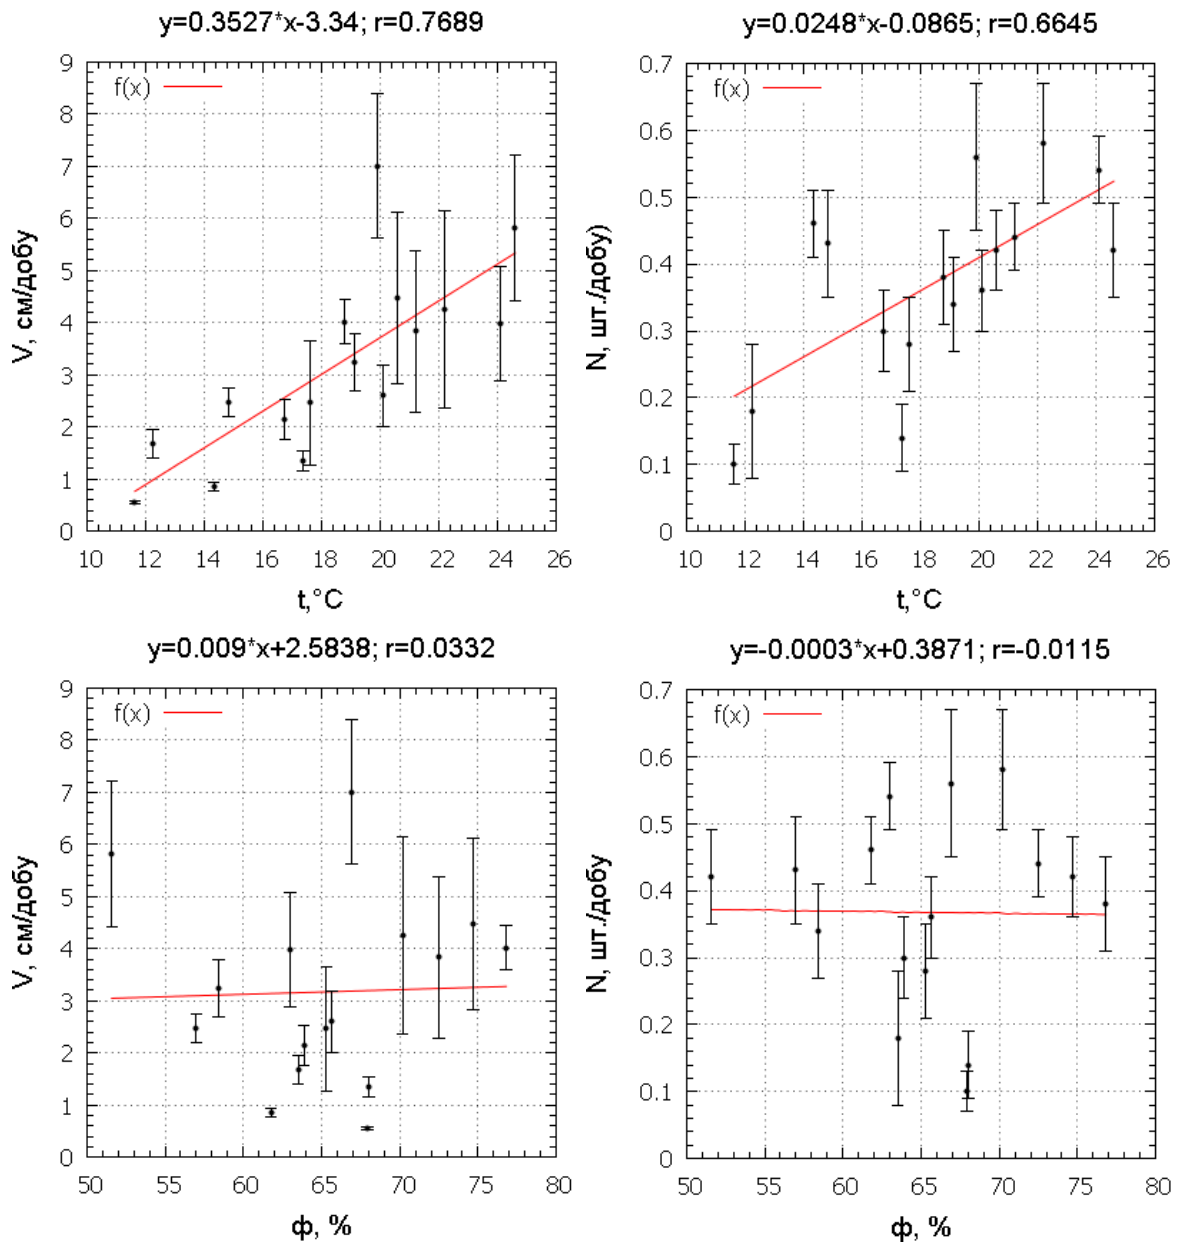 y=0.3527*x-3.34; r=0.7689
f(x)
V, см/добу
9
8
7
6
5
4
3
2
1
0
10 12 14 16 18 20 22 24 26
t,°C
y=0.0248*x-0.0865; r=0.6645
f(x)
N, шт./добу)
0.7
0.6
0.5
0.4
0.3
0.2
0.1
0
10 12 14 16 18 20 22 24 26
t,°C
y=0.009*x+2.5838; r=0.0332
f(x)
V, см/добу
9
8
7
6
5
4
3
2
1
0
50 55 60 65 70 75 80
ф, %
y=-0.0003*x+0.3871; r=-0.0115
f(x)
N, шт./добу
0.7
0.6
0.5
0.4
0.3
0.2
0.1
0
50 55 60 65 70 75 80
ф, %